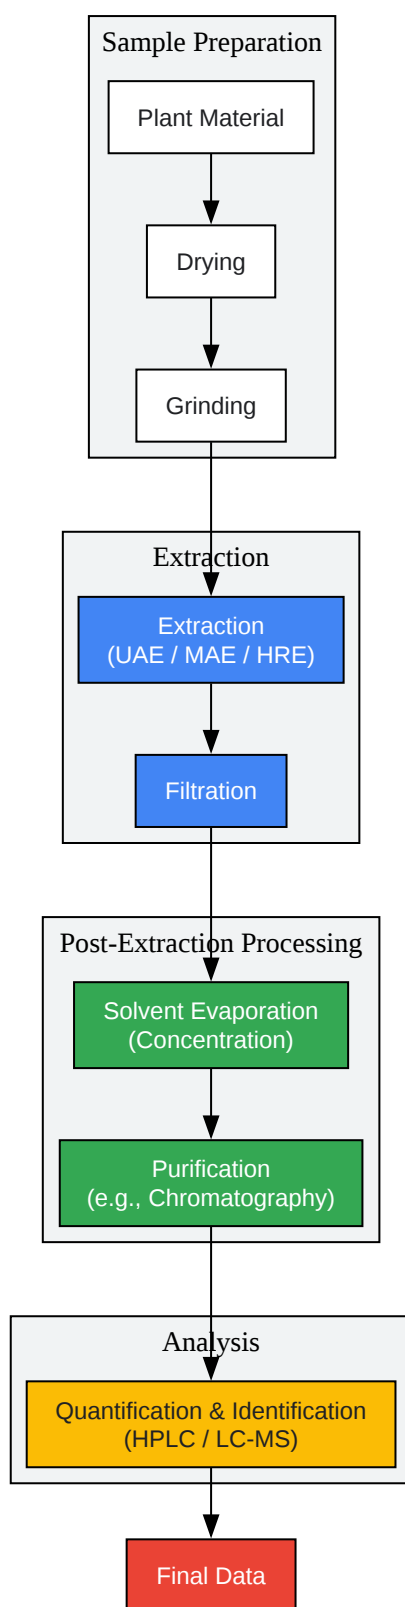 Sample Preparation
Plant Material
Drying
Grinding
Extraction
Extraction
(UAE / MAE / HRE)
Filtration
Post-Extraction Processing
Solvent Evaporation
(Concentration)
Purification
(e.g., Chromatography)
Analysis
Quantification & Identification
(HPLC / LC-MS)
Final Data